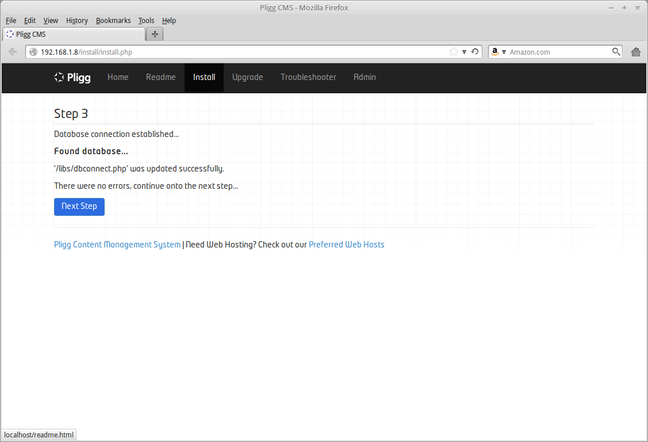 Pligg CMS - Mozilla Firefox
File Edit View History Bookmarks Tools Help
Pligg CMS
192.168.1.8/install/install.php
Amazon.com
Pligg Home Readme Install Upgrade Troubleshooter Admin
Step 3
Database connection established...
Found database...
'/libs/dbconnect.php' was updated successfully.
There were no errors, continue onto the next step...
Next Step
Pligg Content Management System | Need Web Hosting? Check out our Preferred Web Hosts
localhost/readme.html